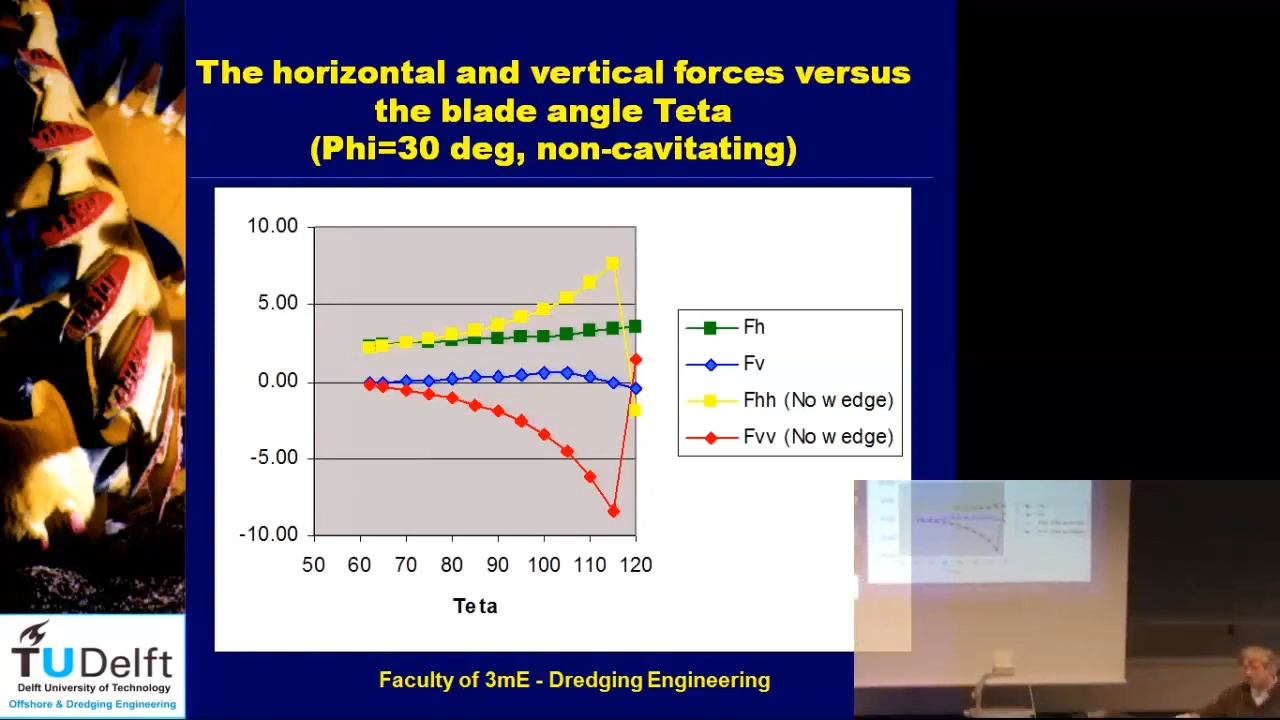 The horizontal and vertical forces versus
the blade angle Teta
(Phi=30 deg, non-cavitating)
10.00
5.00
0.00
-5.00
-10.00
50 60 70 80 90 100 110 120
Teta
Fh
Fv
Fhh (No w edge)
Fvv (No w edge)
TUDelft
Delft University of Technology
Offshore & Dredging Engineering
Faculty of 3mE - Dredging Engineering